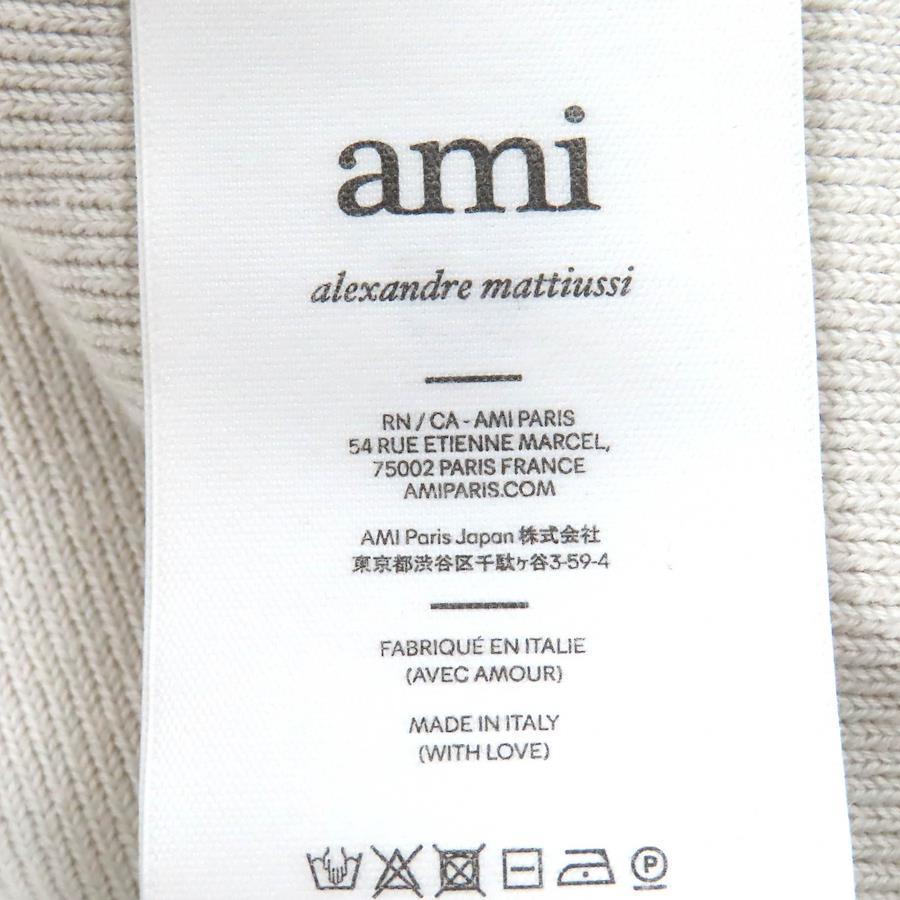 ami
alexandre mattiussi
RN / CA - AMI PARIS
54 RUE ETIENNE MARCEL,
75002 PARIS FRANCE
AMIPARIS.COM
AMI Paris Japan 株式会社
東京都渋谷区千駄ヶ谷3-59-4
FABRIQUÉ EN ITALIE
(AVEC AMOUR)
MADE IN ITALY
(WITH LOVE)
P